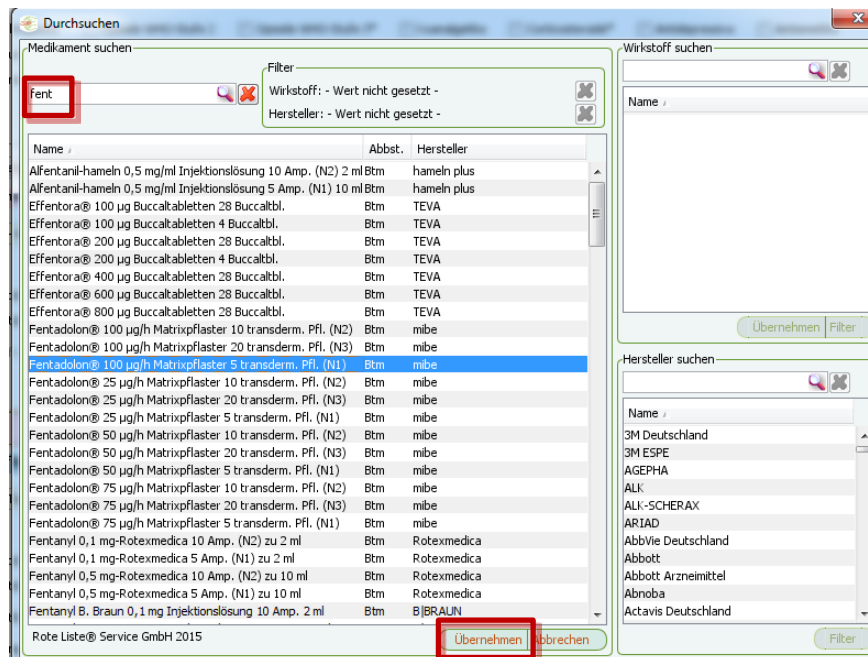 Durchsuchen
Medikament suchen
fent
Filter
Wirkstoff: - Wert nicht gesetzt -
Hersteller: - Wert nicht gesetzt -
Name Abbst. Hersteller
Alfentanil-hameln 0,5 mg/ml Injektionslösung 10 Amp. (N2) 2 ml Btm hameln plus
Alfentanil-hameln 0,5 mg/ml Injektionslösung 5 Amp. (N1) 10 ml Btm hameln plus
Effentora® 100 µg Buccaltabletten 28 Buccaltbl. Btm TEVA
Effentora® 100 µg Buccaltabletten 4 Buccaltbl. Btm TEVA
Effentora® 200 µg Buccaltabletten 28 Buccaltbl. Btm TEVA
Effentora® 200 µg Buccaltabletten 4 Buccaltbl. Btm TEVA
Effentora® 400 µg Buccaltabletten 28 Buccaltbl. Btm TEVA
Effentora® 600 µg Buccaltabletten 28 Buccaltbl. Btm TEVA
Effentora® 800 µg Buccaltabletten 28 Buccaltbl. Btm TEVA
Fentadolon® 100 µg/h Matrixpflaster 10 transderm. Pfl. (N2) Btm mibe
Fentadolon® 100 µg/h Matrixpflaster 20 transderm. Pfl. (N3) Btm mibe
Fentadolon® 100 µg/h Matrixpflaster 5 transderm. Pfl. (N1) Btm mibe
Fentadolon® 25 µg/h Matrixpflaster 10 transderm. Pfl. (N2) Btm mibe
Fentadolon® 25 µg/h Matrixpflaster 20 transderm. Pfl. (N3) Btm mibe
Fentadolon® 25 µg/h Matrixpflaster 5 transderm. Pfl. (N1) Btm mibe
Fentadolon® 50 µg/h Matrixpflaster 10 transderm. Pfl. (N2) Btm mibe
Fentadolon® 50 µg/h Matrixpflaster 20 transderm. Pfl. (N3) Btm mibe
Fentadolon® 50 µg/h Matrixpflaster 5 transderm. Pfl. (N1) Btm mibe
Fentadolon® 75 µg/h Matrixpflaster 10 transderm. Pfl. (N2) Btm mibe
Fentadolon® 75 µg/h Matrixpflaster 20 transderm. Pfl. (N3) Btm mibe
Fentadolon® 75 µg/h Matrixpflaster 5 transderm. Pfl. (N1) Btm mibe
Fentanyl 0,1 mg-Rotexmedica 10 Amp. (N2) zu 2 ml Btm Rotexmedica
Fentanyl 0,1 mg-Rotexmedica 5 Amp. (N1) zu 2 ml Btm Rotexmedica
Fentanyl 0,5 mg-Rotexmedica 10 Amp. (N2) zu 10 ml Btm Rotexmedica
Fentanyl 0,5 mg-Rotexmedica 5 Amp. (N1) zu 10 ml Btm Rotexmedica
Fentanyl B. Braun 0,1 mg Injektionslösung 10 Amp. 2 ml Btm B|BRAUN
Rote Liste® Service GmbH 2015
Übernehmen Abbrechen
Wirkstoff suchen
Name
Übernehmen Filter
Hersteller suchen
Name
3M Deutschland
3M ESPE
AGEPHA
ALK
ALK-SCHERAX
ARIAD
AbbVie Deutschland
Abbott
Abbott Arzneimittel
Abnoba
Actavis Deutschland
Filter